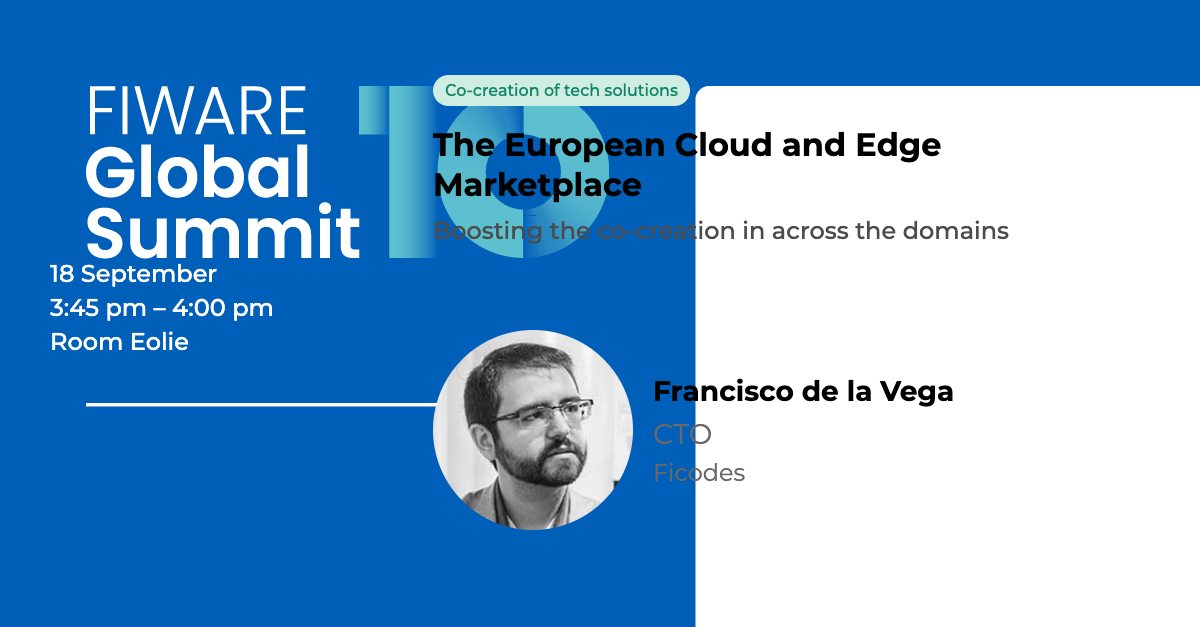 FIWARE
Global
Summit
10
18 September
3:45 pm – 4:00 pm
Room Eolie
Co-creation of tech solutions
The European Cloud and Edge
Marketplace
Boosting the co-creation in across the domains
Francisco de la Vega
CTO
Ficodes